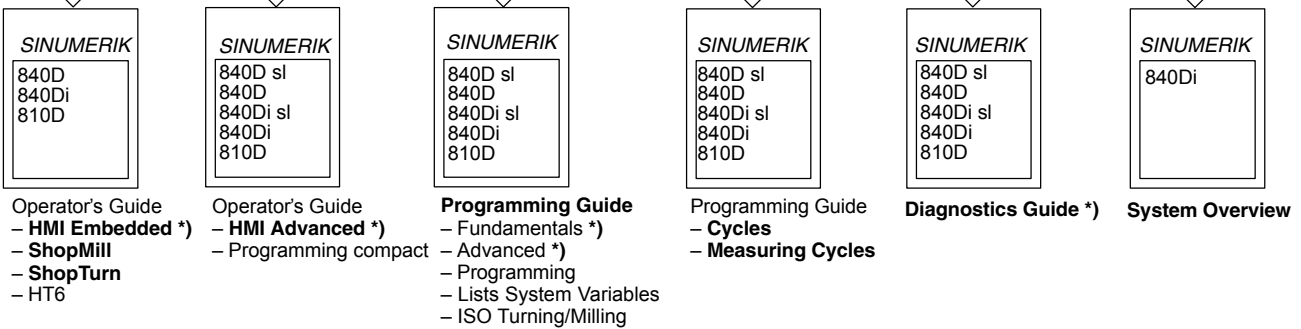 SINUMERIK
840D
840Di
810D
Operator's Guide
– HMI Embedded *)
– ShopMill
– ShopTurn
– HT6
SINUMERIK
840D sl
840D
840Di sl
840Di
810D
Operator's Guide
– HMI Advanced *)
– Programming compact
SINUMERIK
840D sl
840D
840Di sl
840Di
810D
Programming Guide
– Fundamentals *)
– Advanced *)
– Programming
– Lists System Variables
– ISO Turning/Milling
SINUMERIK
840D sl
840D
840Di sl
840Di
810D
Programming Guide
– Cycles
– Measuring Cycles
SINUMERIK
840D sl
840D
840Di sl
840Di
810D
Diagnostics Guide *)
SINUMERIK
840Di
System Overview